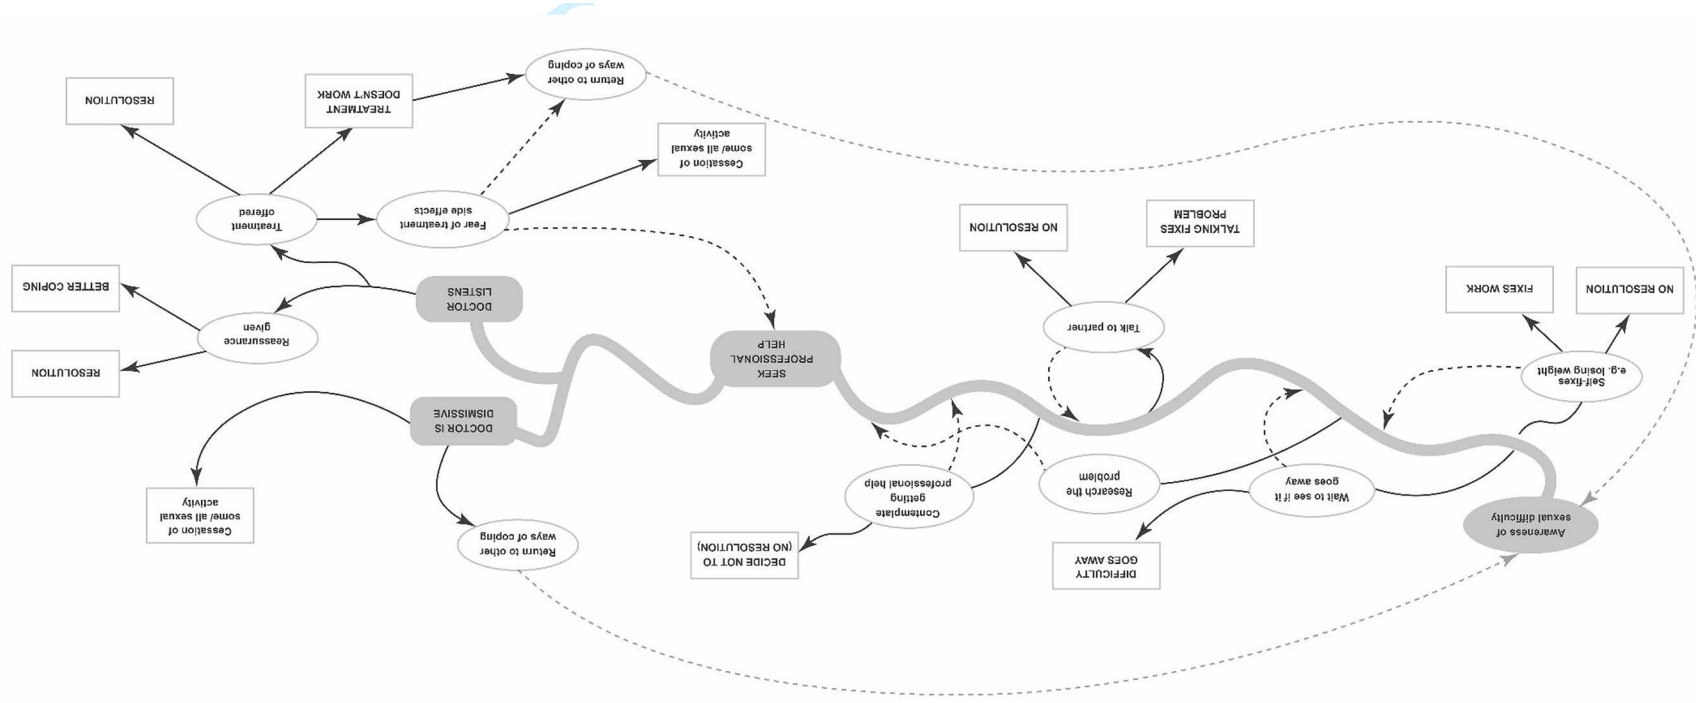 Awareness of
sexual difficulty
DIFFICULTY
GOES AWAY
Wait to see if it
goes away
Self-fixes
e.g. losing weight
NO RESOLUTION
FIXES WORK
Research the
problem
DECIDE NOT TO
(NO RESOLUTION)
Contemplate
getting
professional help
Talk to partner
TALKING FIXES
PROBLEM
NO RESOLUTION
SEEK
PROFESSIONAL
HELP
Return to other
ways of coping
Cessation of
some/ all sexual
activity
DOCTOR IS
DISMISSIVE
DOCTOR
LISTENS
Reassurance
given
RESOLUTION
BETTER COPING
Treatment
offered
Fear of treatment
side effects
Cessation of
some/ all sexual
activity
TREATMENT
DOESN'T WORK
RESOLUTION
Return to other
ways of coping